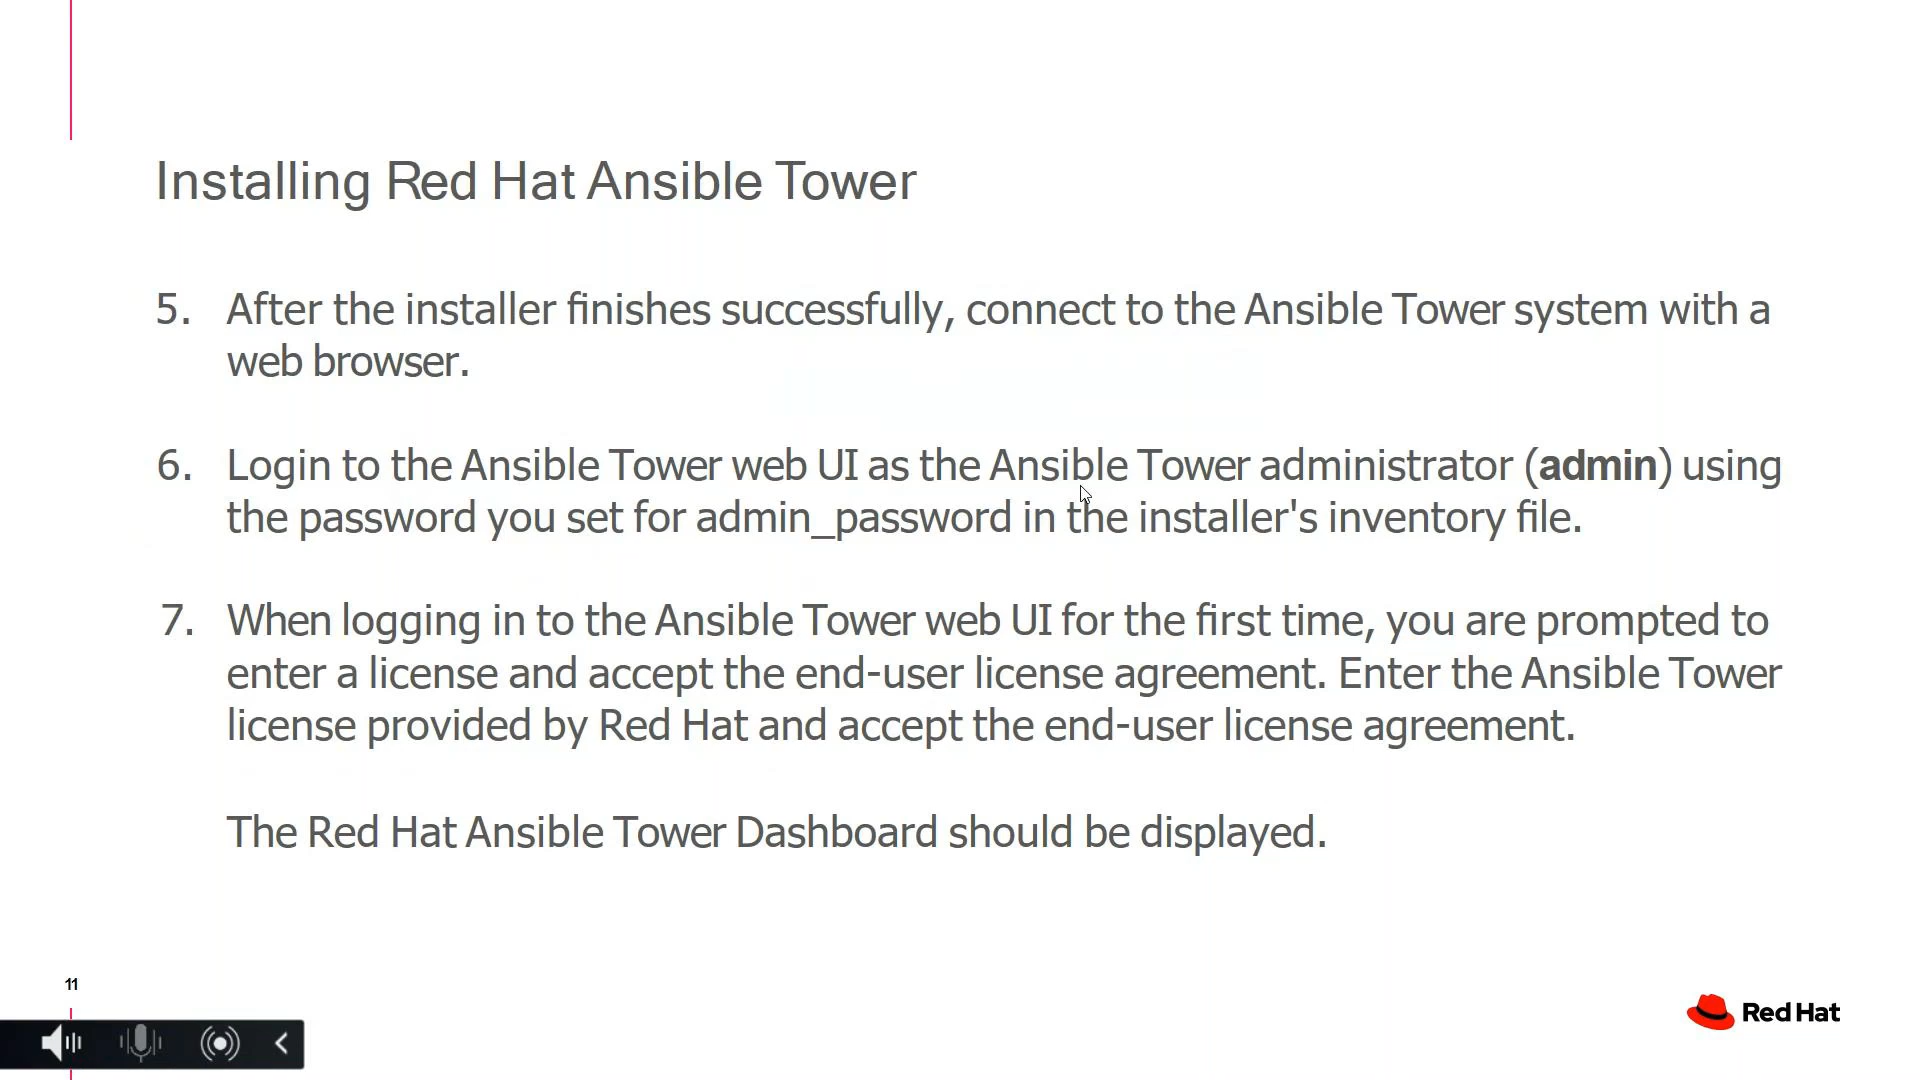 Installing Red Hat Ansible Tower
5. After the installer finishes successfully, connect to the Ansible Tower system with a
web browser.
6. Login to the Ansible Tower web UI as the Ansible Tower administrator (admin) using
the password you set for admin_password in the installer's inventory file.
7. When logging in to the Ansible Tower web UI for the first time, you are prompted to
enter a license and accept the end-user license agreement. Enter the Ansible Tower
license provided by Red Hat and accept the end-user license agreement.
The Red Hat Ansible Tower Dashboard should be displayed.
11
Red Hat